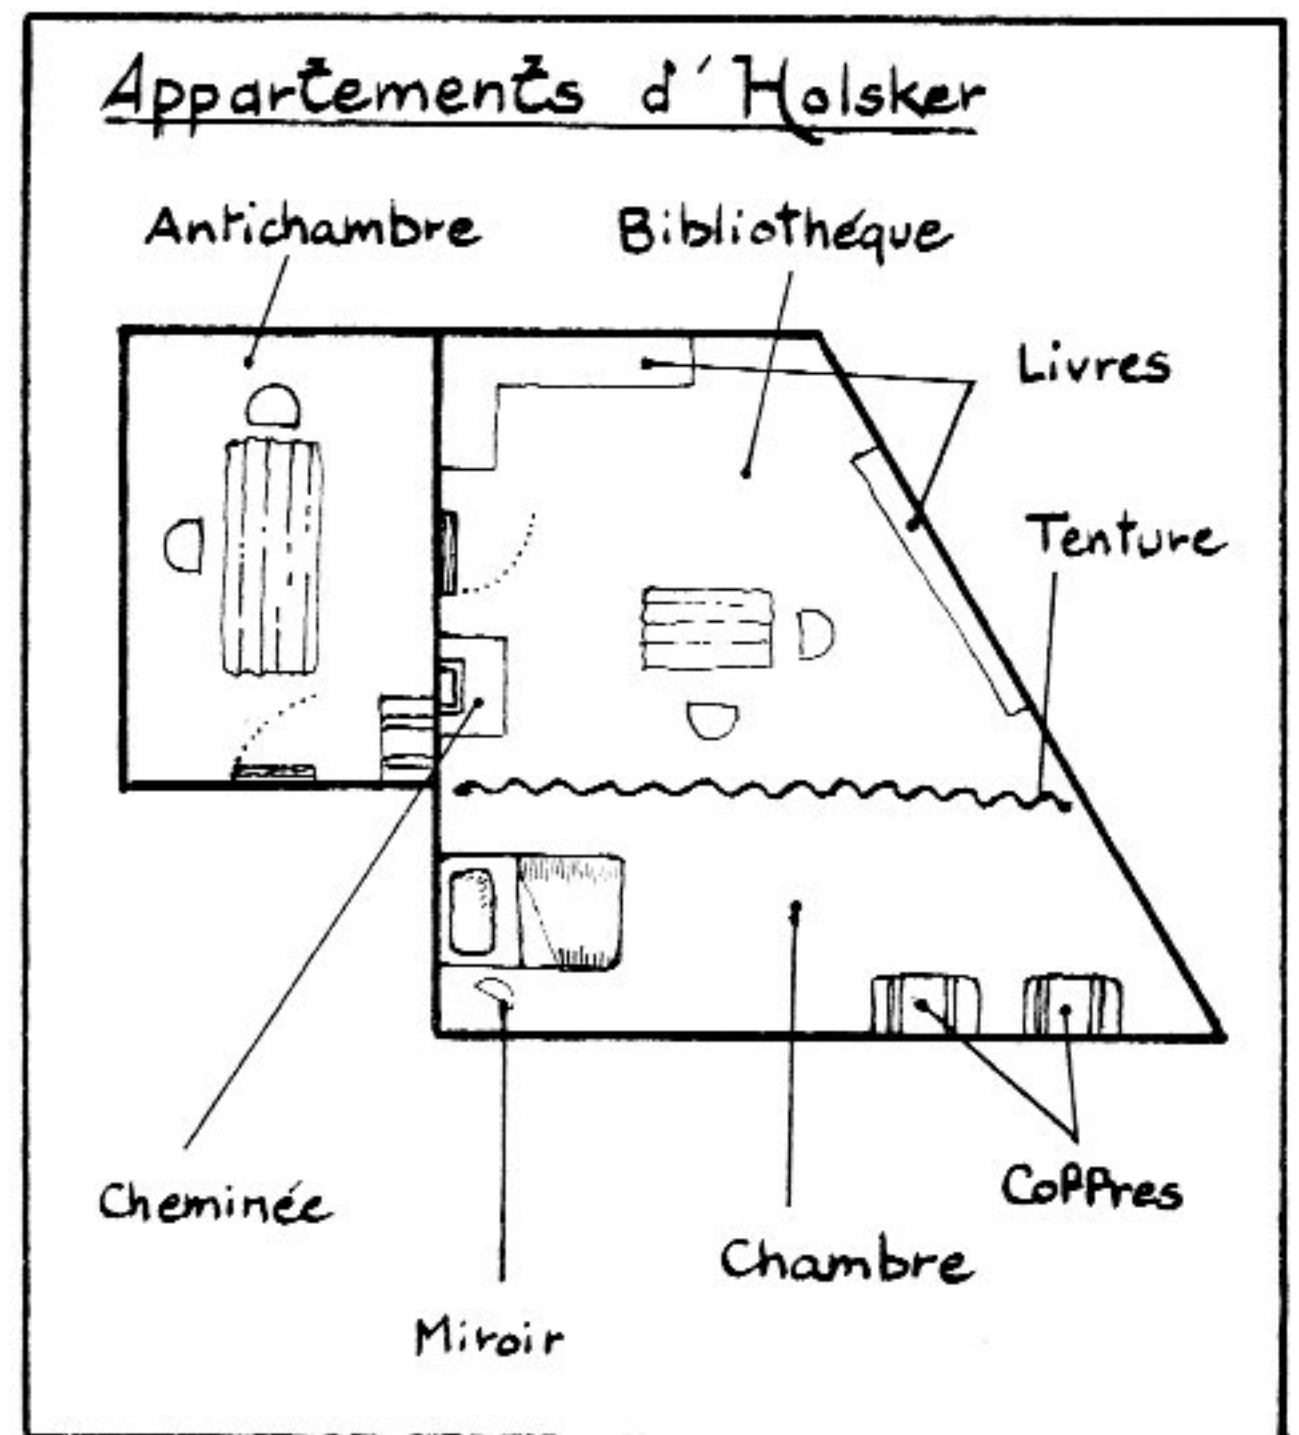 Appartements d'Holsker
Antichambre
Bibliothéque
Livres
Tenture
Cheminée
Coffres
Chambre
Miroir